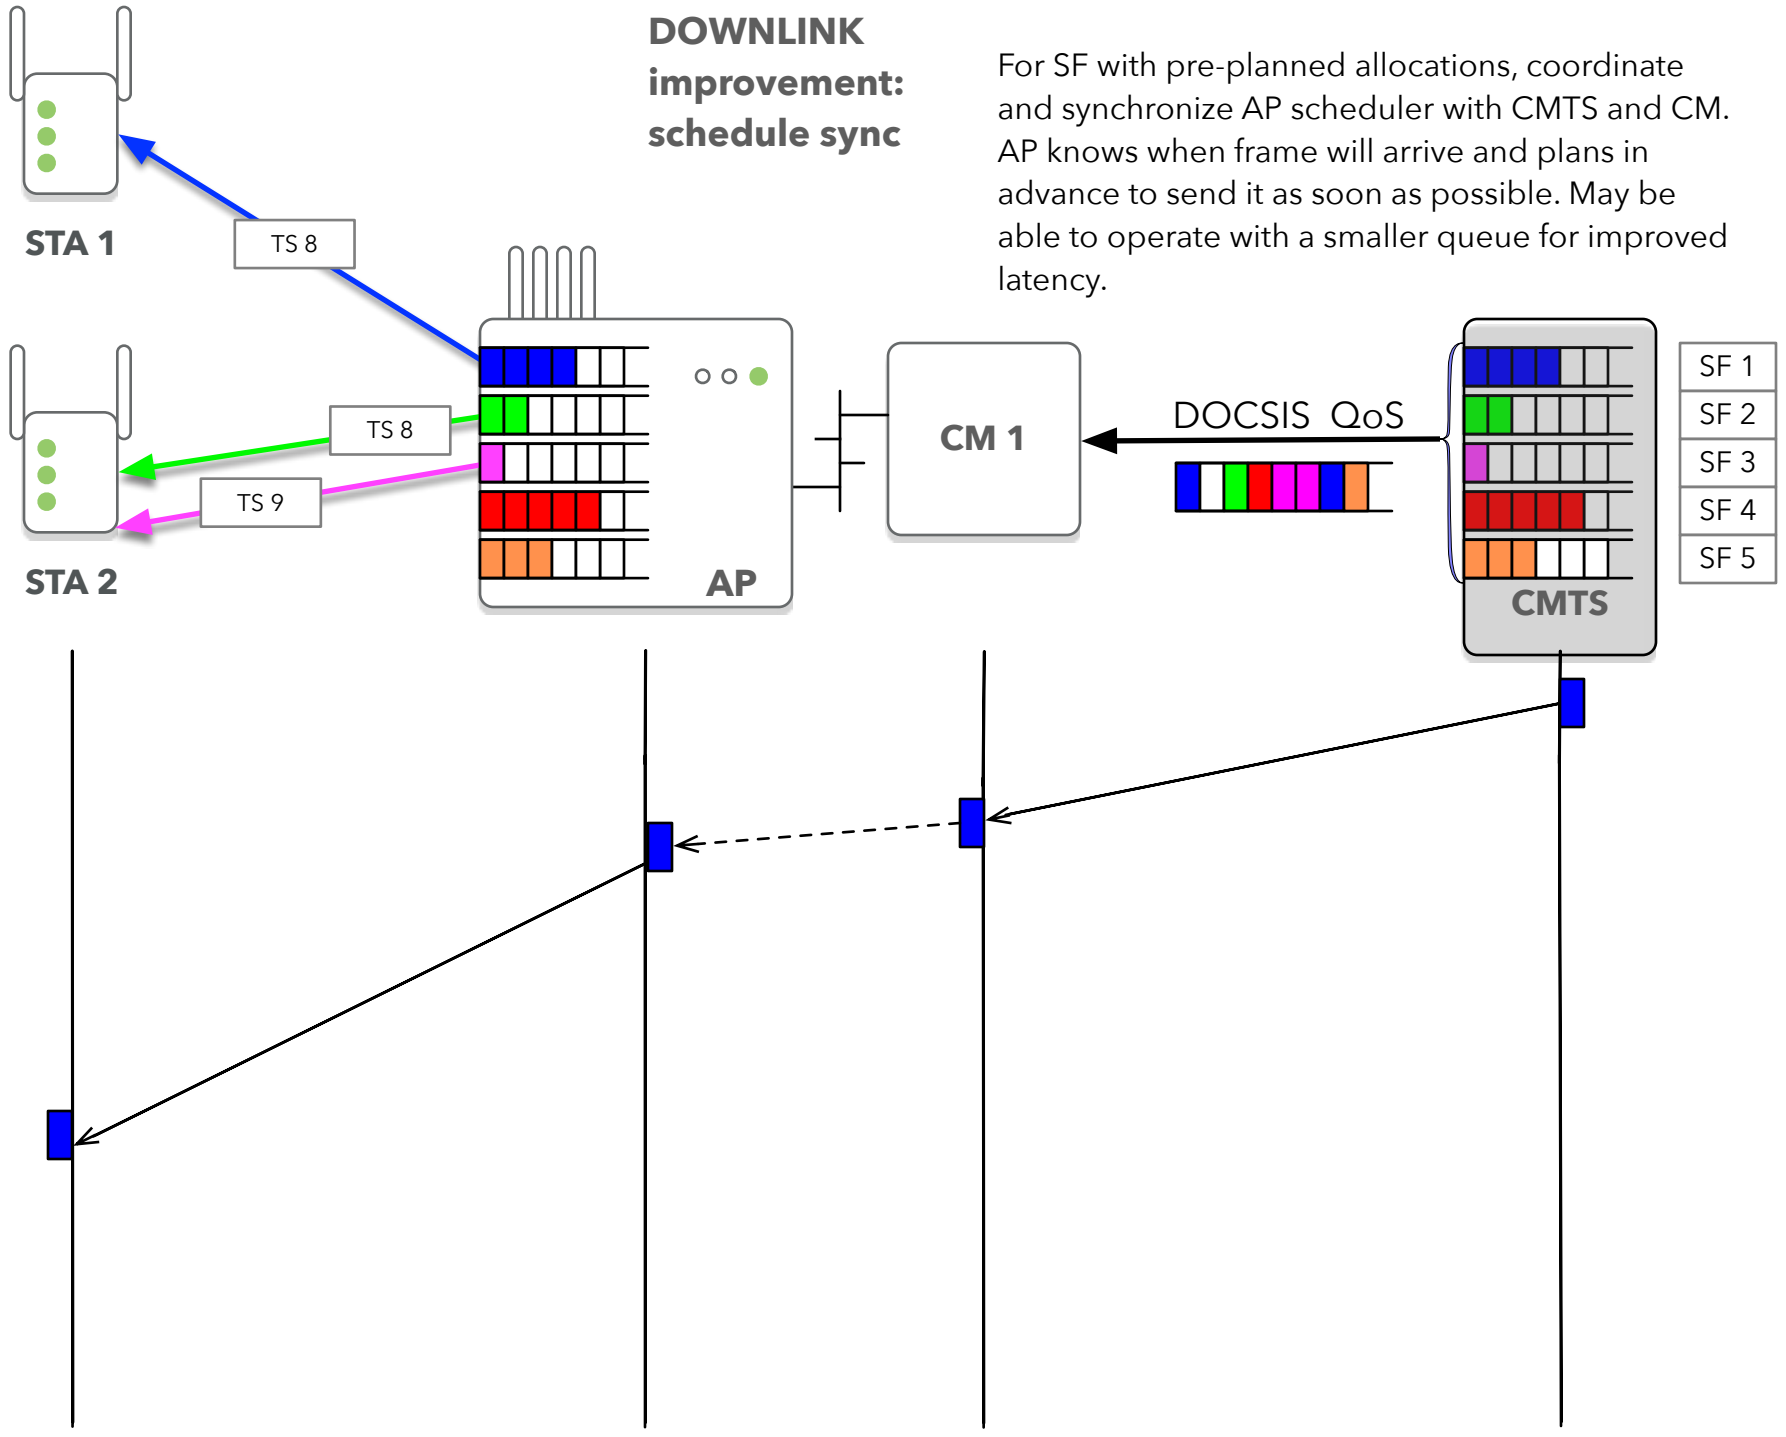 DOWNLINK
improvement:
schedule sync
For SF with pre-planned allocations, coordinate
and synchronize AP scheduler with CMTS and CM.
AP knows when frame will arrive and plans in
advance to send it as soon as possible. May be
able to operate with a smaller queue for improved
latency.
STA 1
TS 8
STA 2
TS 8
TS 9
AP
CM 1
DOCSIS QoS
CMTS
SF 1
SF 2
SF 3
SF 4
SF 5